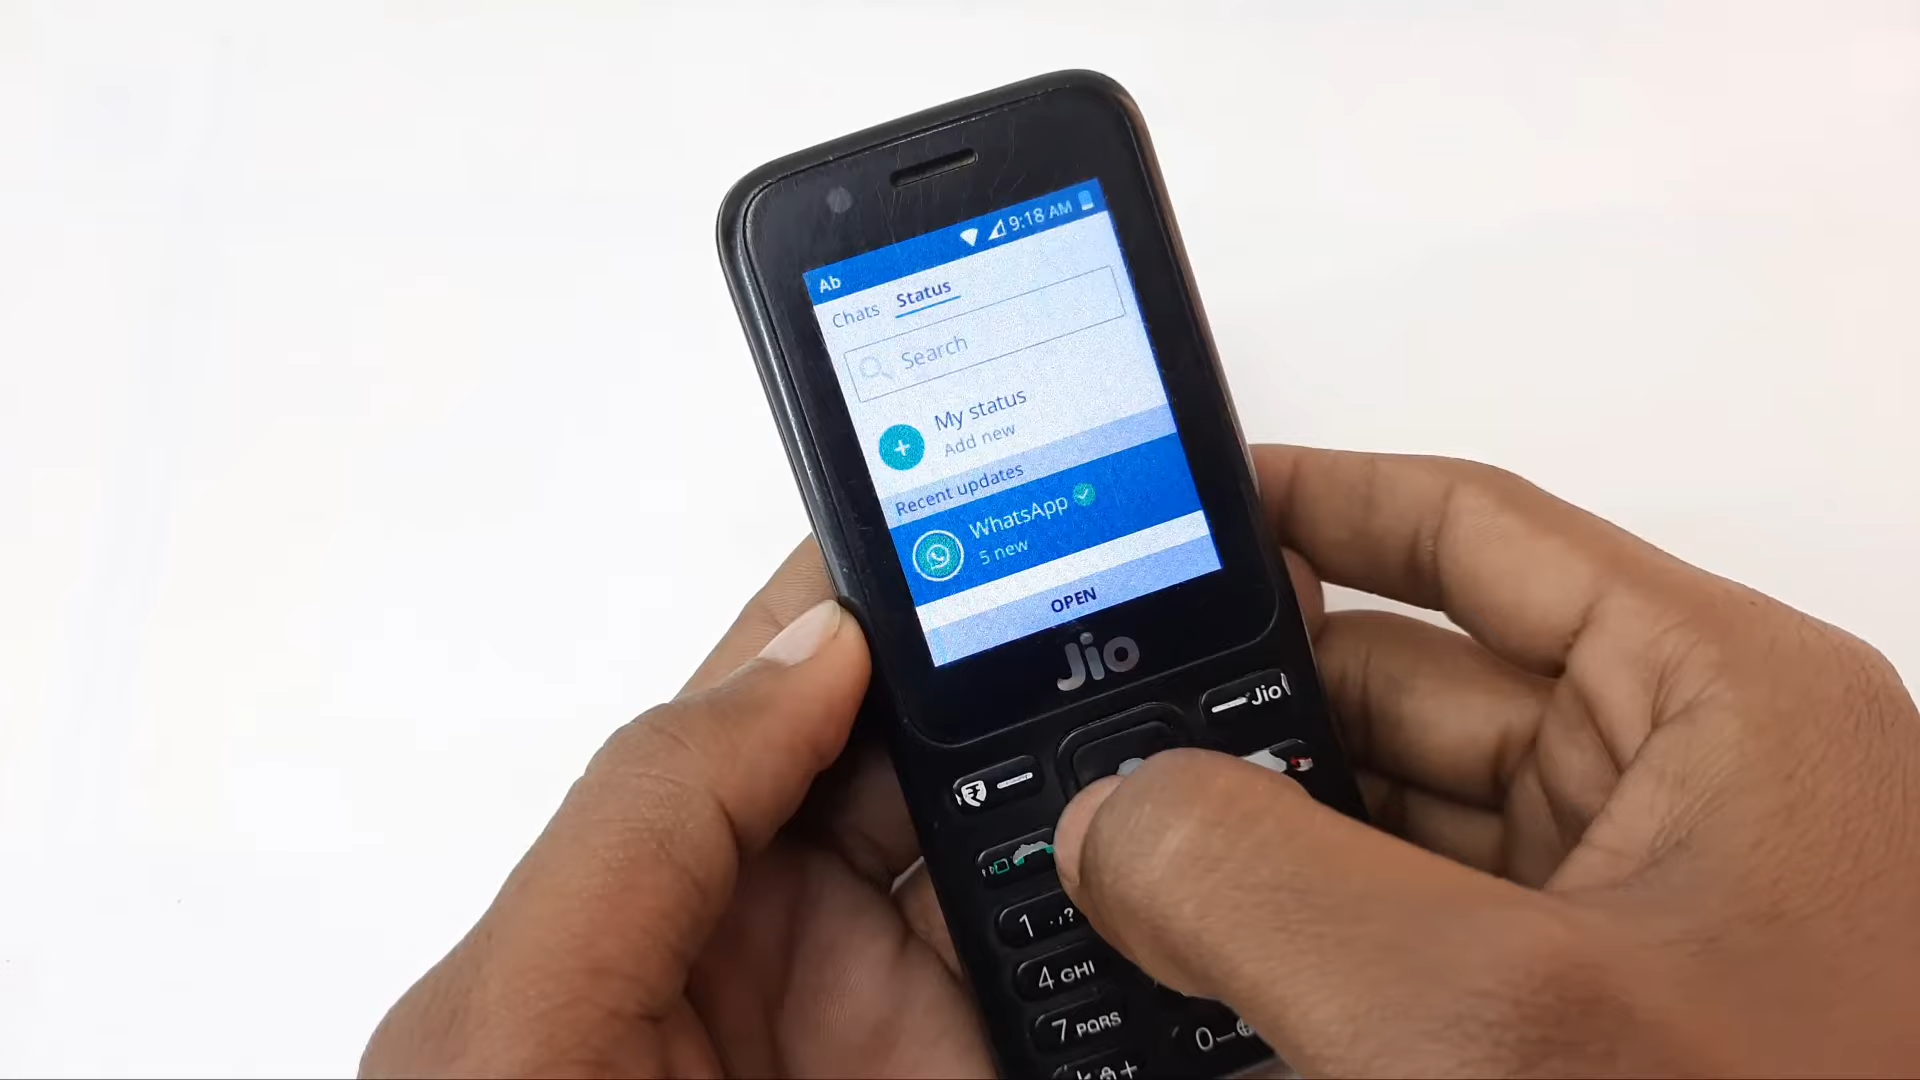 9:18 AM
Ab
Chats Status
Search
My status
Add new
Recent updates
WhatsApp
5 new
OPEN
Jio
Jio
1 .,?
4 GHI
7 PQRS
0